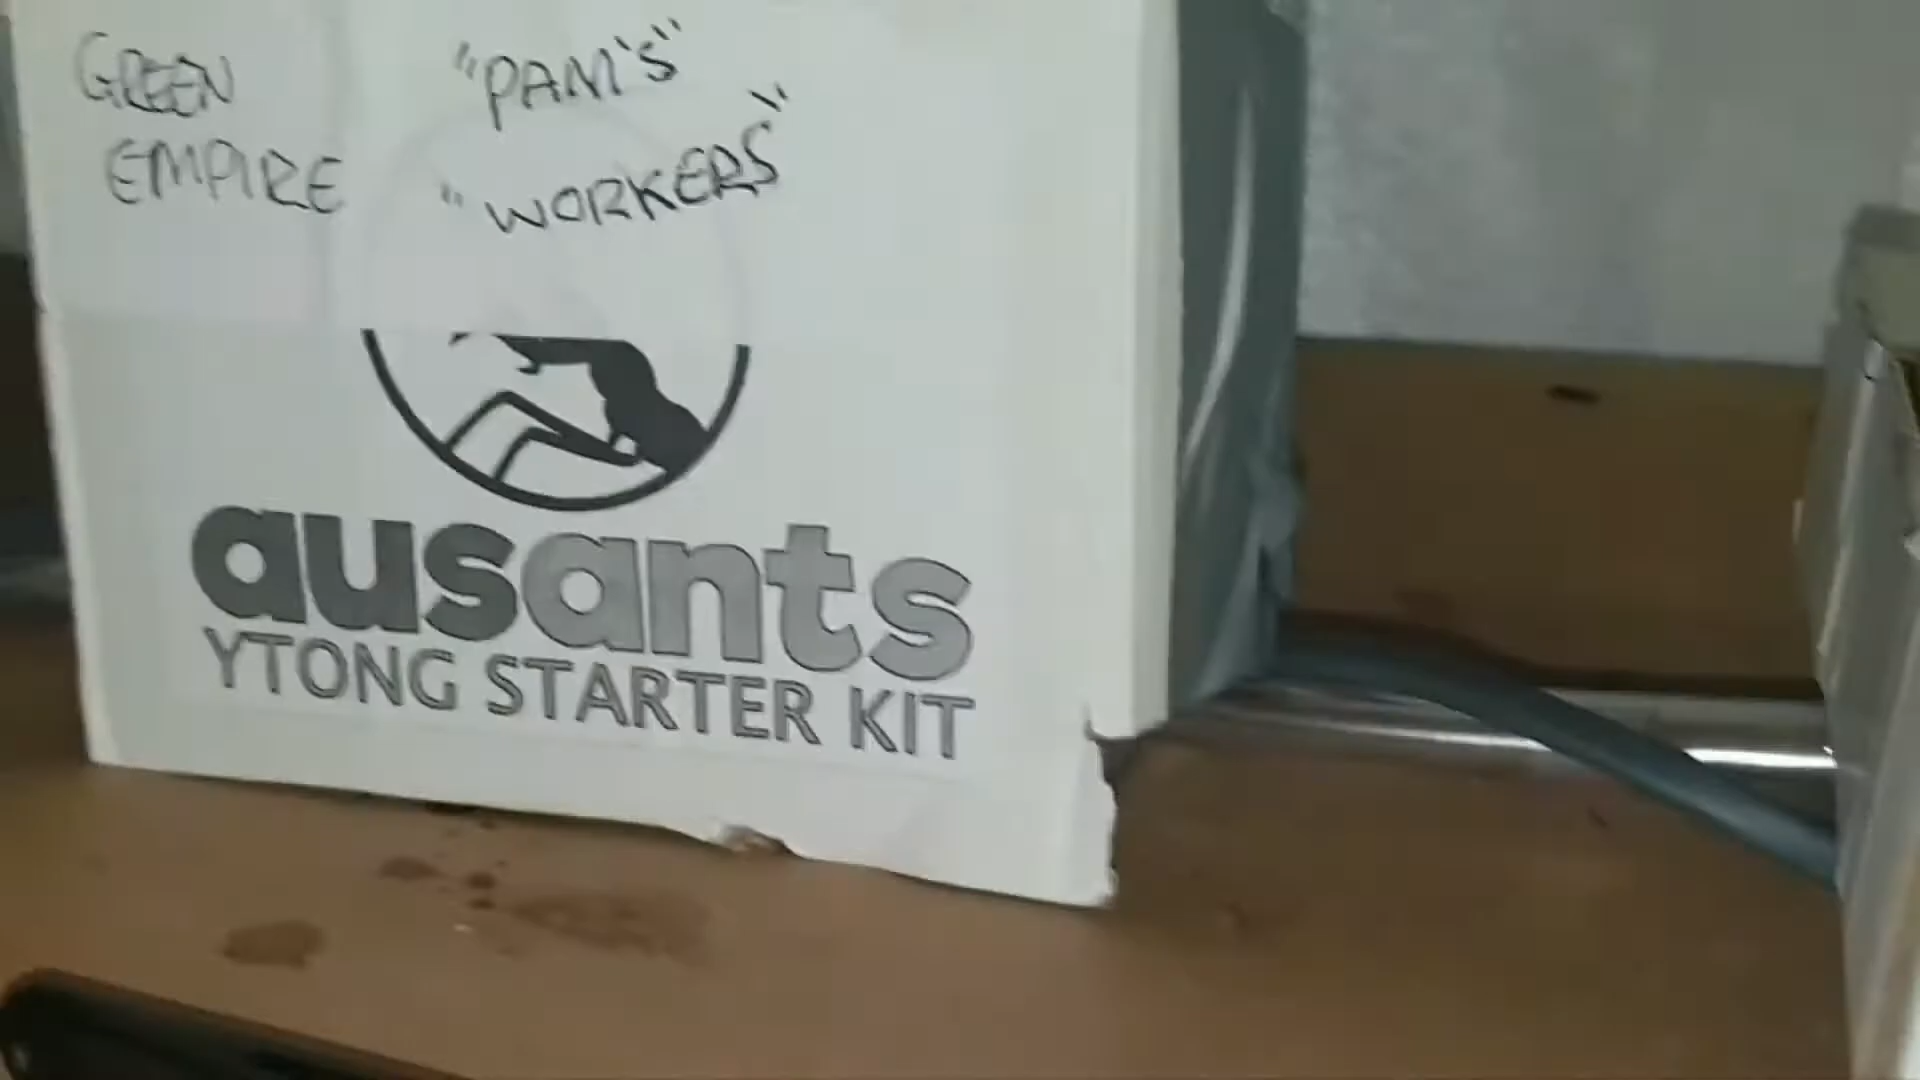 GREEN
EMPIRE
"PAM'S"
"WORKERS"
ausants
YTONG STARTER KIT